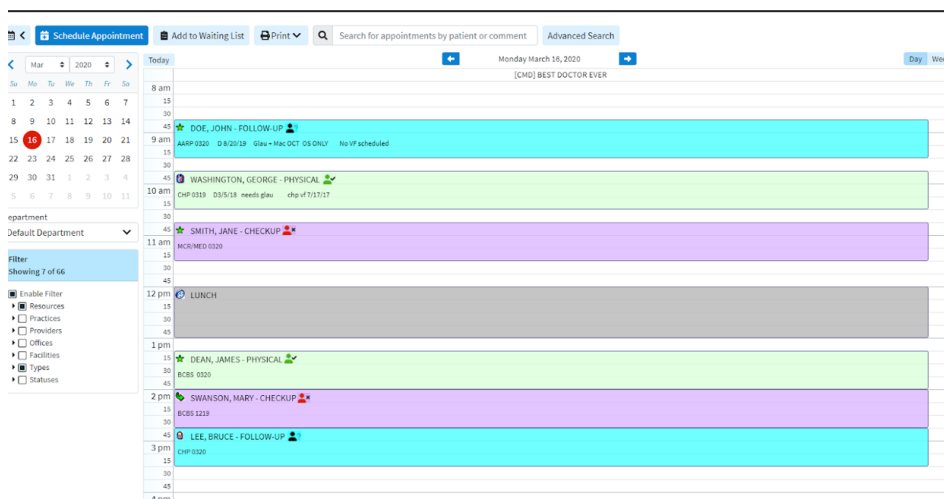 Schedule Appointment
Add to Waiting List
Print
Search for appointments by patient or comment
Advanced Search
Mar 2020
Su Mo Tu We Th Fr Sa
1 2 3 4 5 6 7
8 9 10 11 12 13 14
15 16 17 18 19 20 21
22 23 24 25 26 27 28
29 30 31 1 2 3 4
5 6 7 8 9 10 11
epartment
Default Department
Filter
Showing 7 of 66
Enable Filter
Resources
Practices
Providers
Offices
Facilities
Types
Statuses
Today
Monday March 16, 2020
Day
We
[CMD] BEST DOCTOR EVER
8 am
15
30
45 DOE, JOHN - FOLLOW-UP
9 am AARP 0320 D 8/20/19 Glau + Mac OCT OS ONLY No VF scheduled
15
30
45 WASHINGTON, GEORGE - PHYSICAL
10 am CHP 0319 D3/5/18 needs glau chp vf 7/17/17
15
30
45 SMITH, JANE - CHECKUP
11 am MCR/MED 0320
15
30
45
12 pm LUNCH
15
30
45
1 pm
15 DEAN, JAMES - PHYSICAL
30 BCBS 0320
45
2 pm SWANSON, MARY - CHECKUP
15 BCBS 1219
30
45 LEE, BRUCE - FOLLOW-UP
3 pm CHP 0320
15
30
45
4 pm